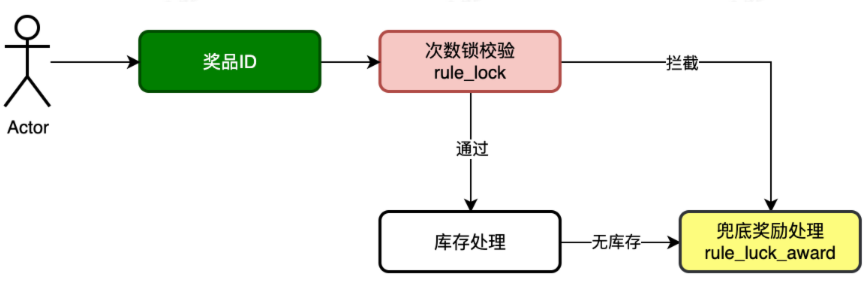 奖品ID
次数锁校验
rule_lock
拦截
Actor
通过
库存处理
无库存
兜底奖励处理
rule_luck_award